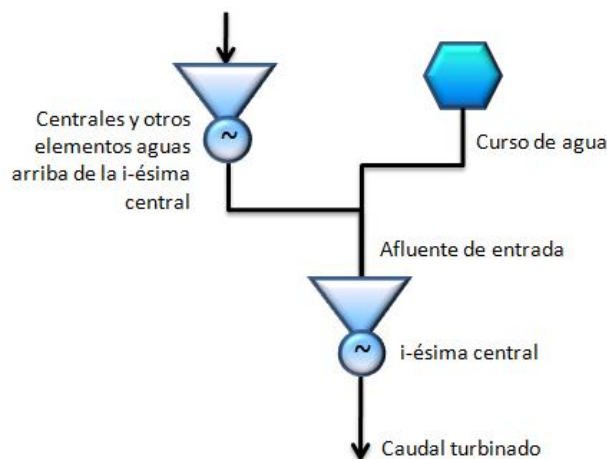 Centrales y otros
elementos aguas
arriba de la i-ésima
central
~
Curso de agua
Afluente de entrada
~
i-ésima central
Caudal turbinado